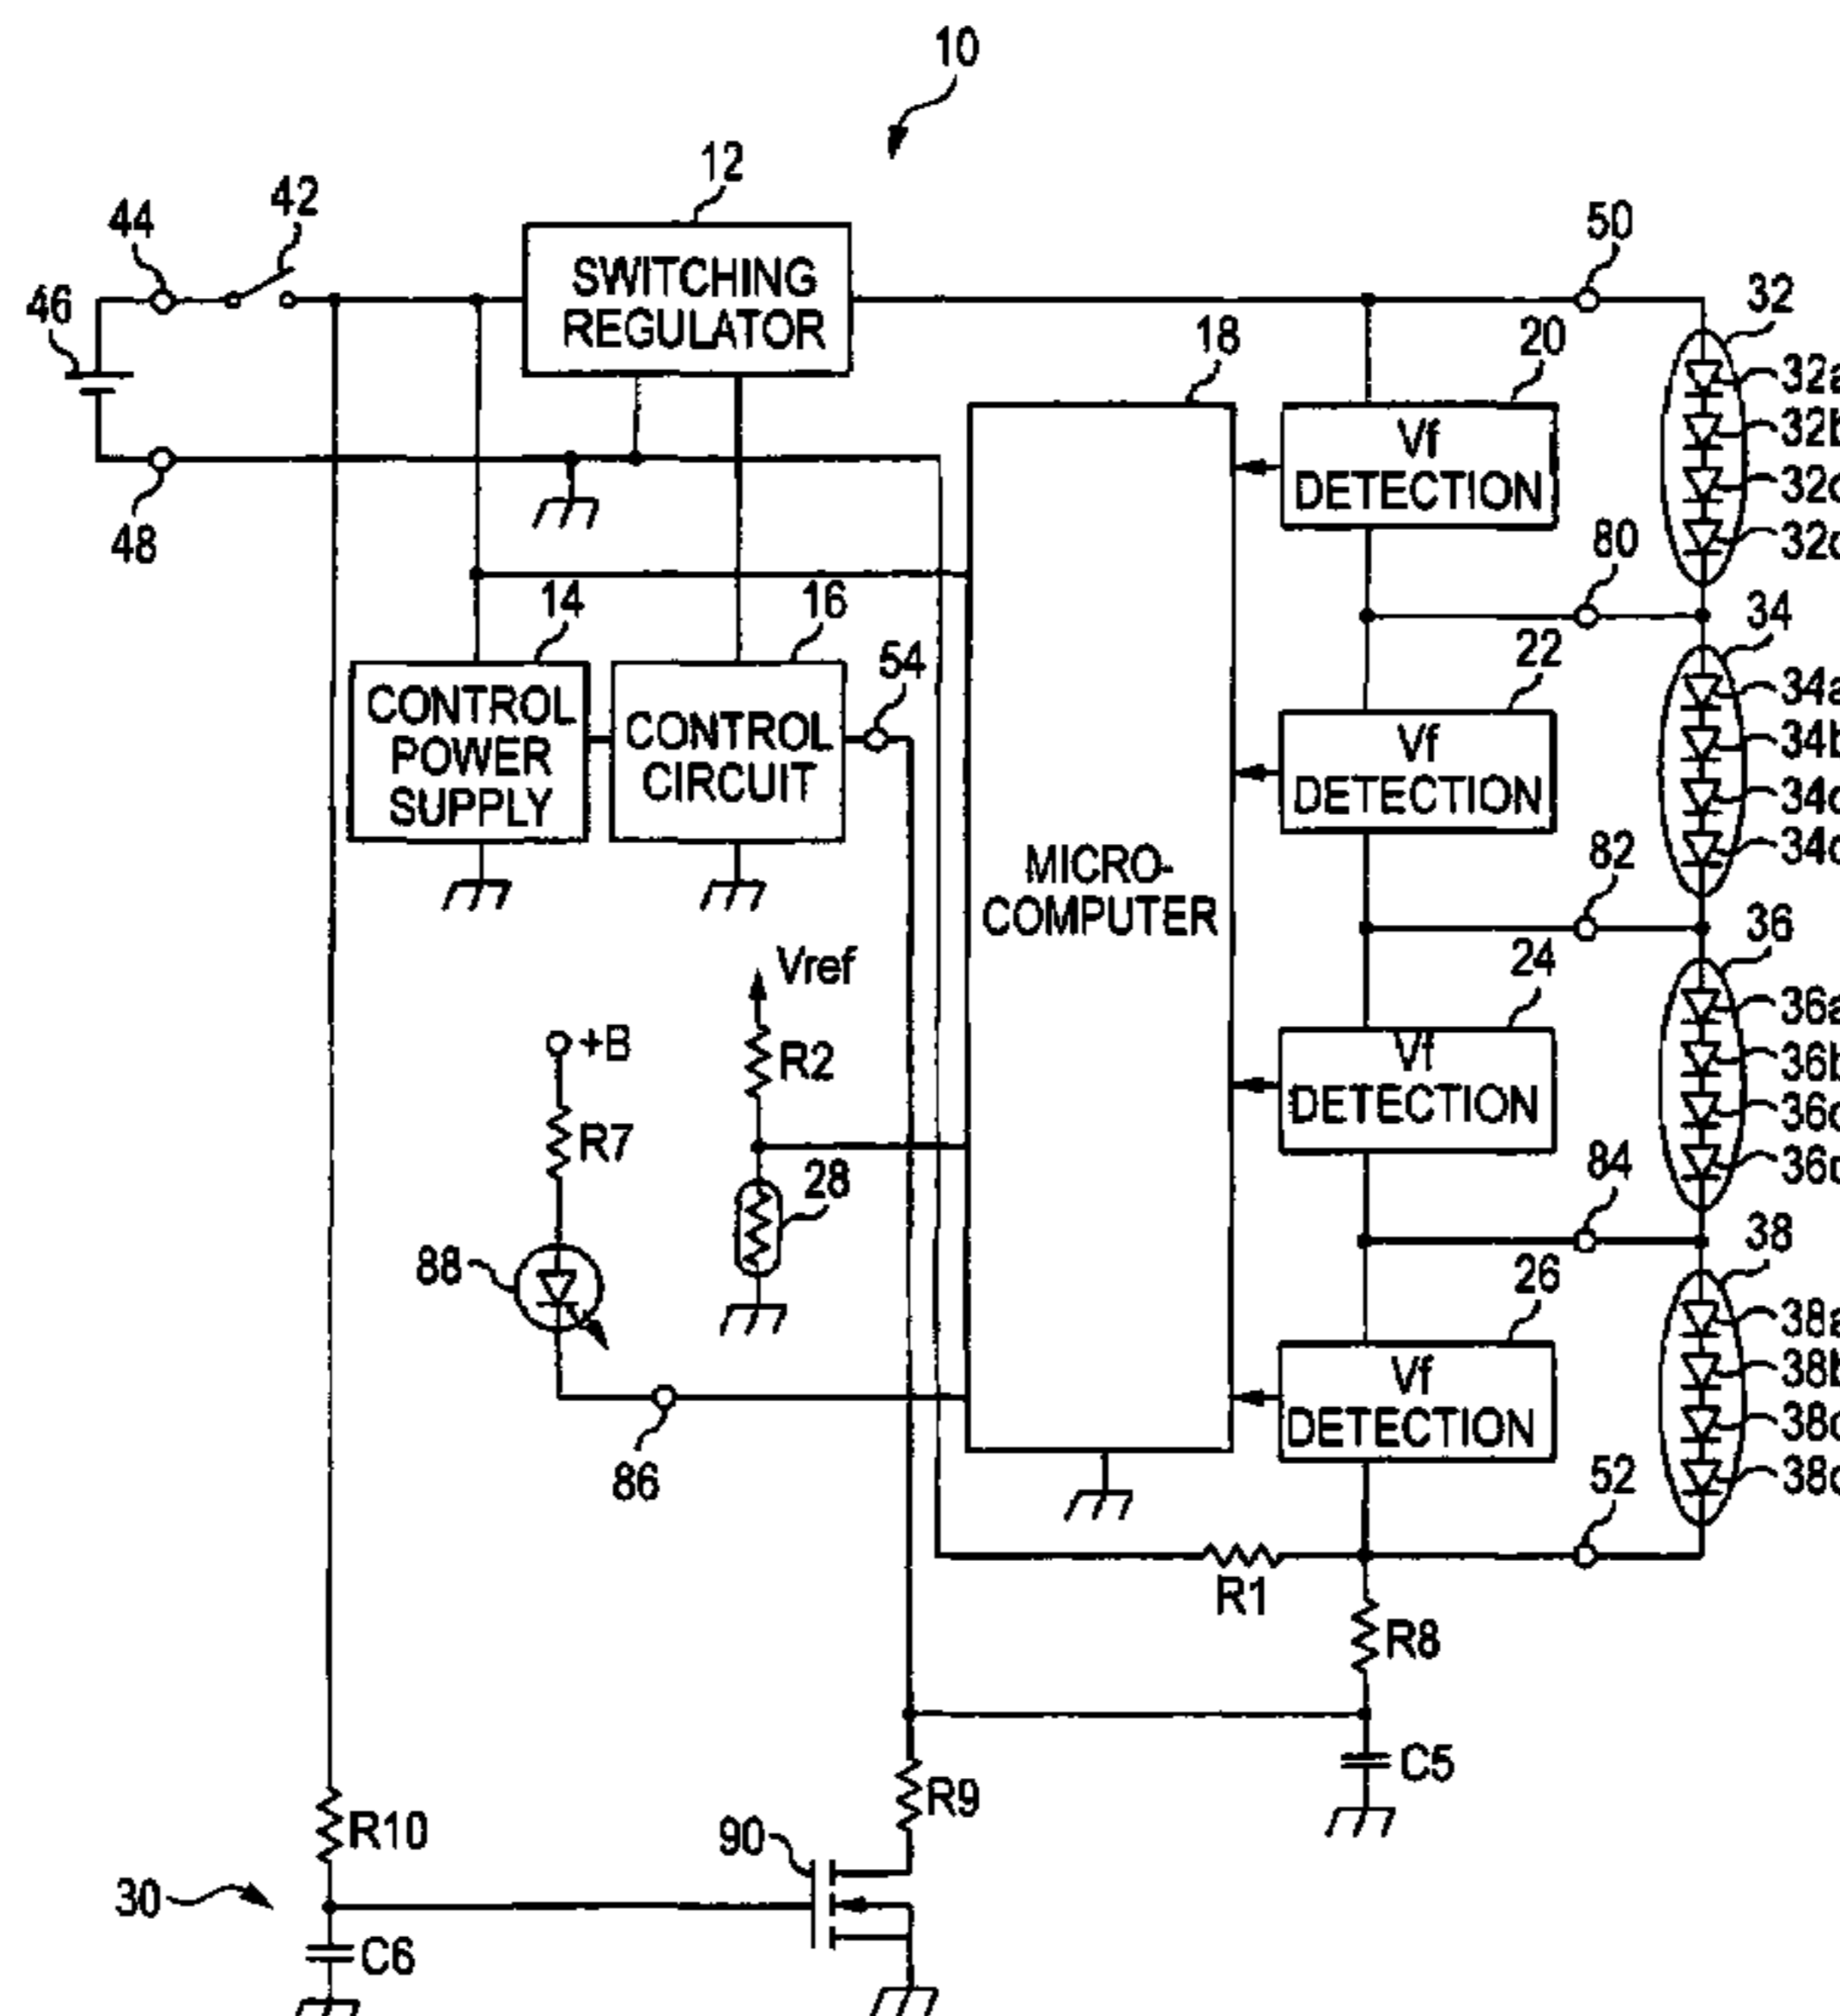 10
12
44
42
50
46
SWITCHING
REGULATOR
18
20
32
32a
Vf
DETECTION
32b
48
80
14
16
54
34
22
34a
CONTROL
POWER
SUPPLY
CONTROL
CIRCUIT
Vf
DETECTION
34b
82
MICRO-
COMPUTER
36
Vref
24
+B
R2
36a
Vf
DETECTION
36b
R7
28
84
38
88
26
38a
Vf
DETECTION
38b
86
52
R1
R8
C5
R9
R10
90
30
C6